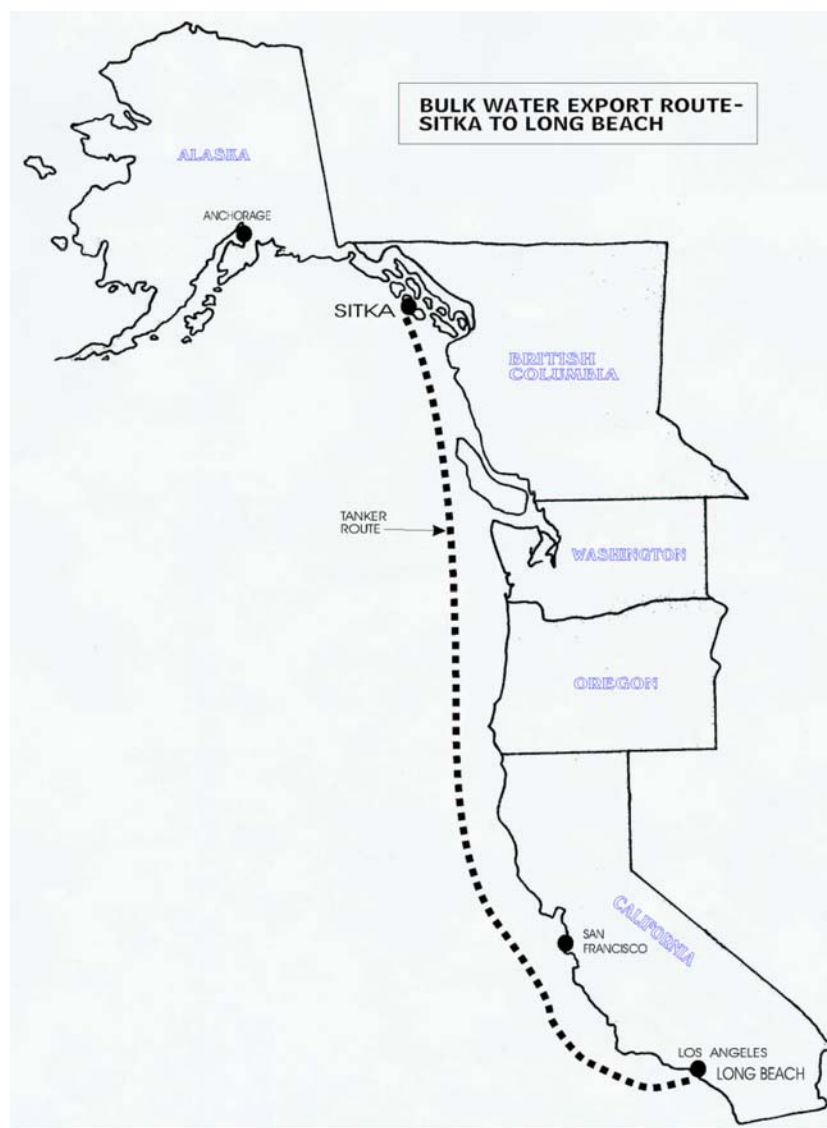 BULK WATER EXPORT ROUTE-
SITKA TO LONG BEACH
ALASKA
ANCHORAGE
SITKA
BRITISH
COLUMBIA
TANKER
ROUTE
WASHINGTON
OREGON
CALIFORNIA
SAN
FRANCISCO
LOS ANGELES
LONG BEACH